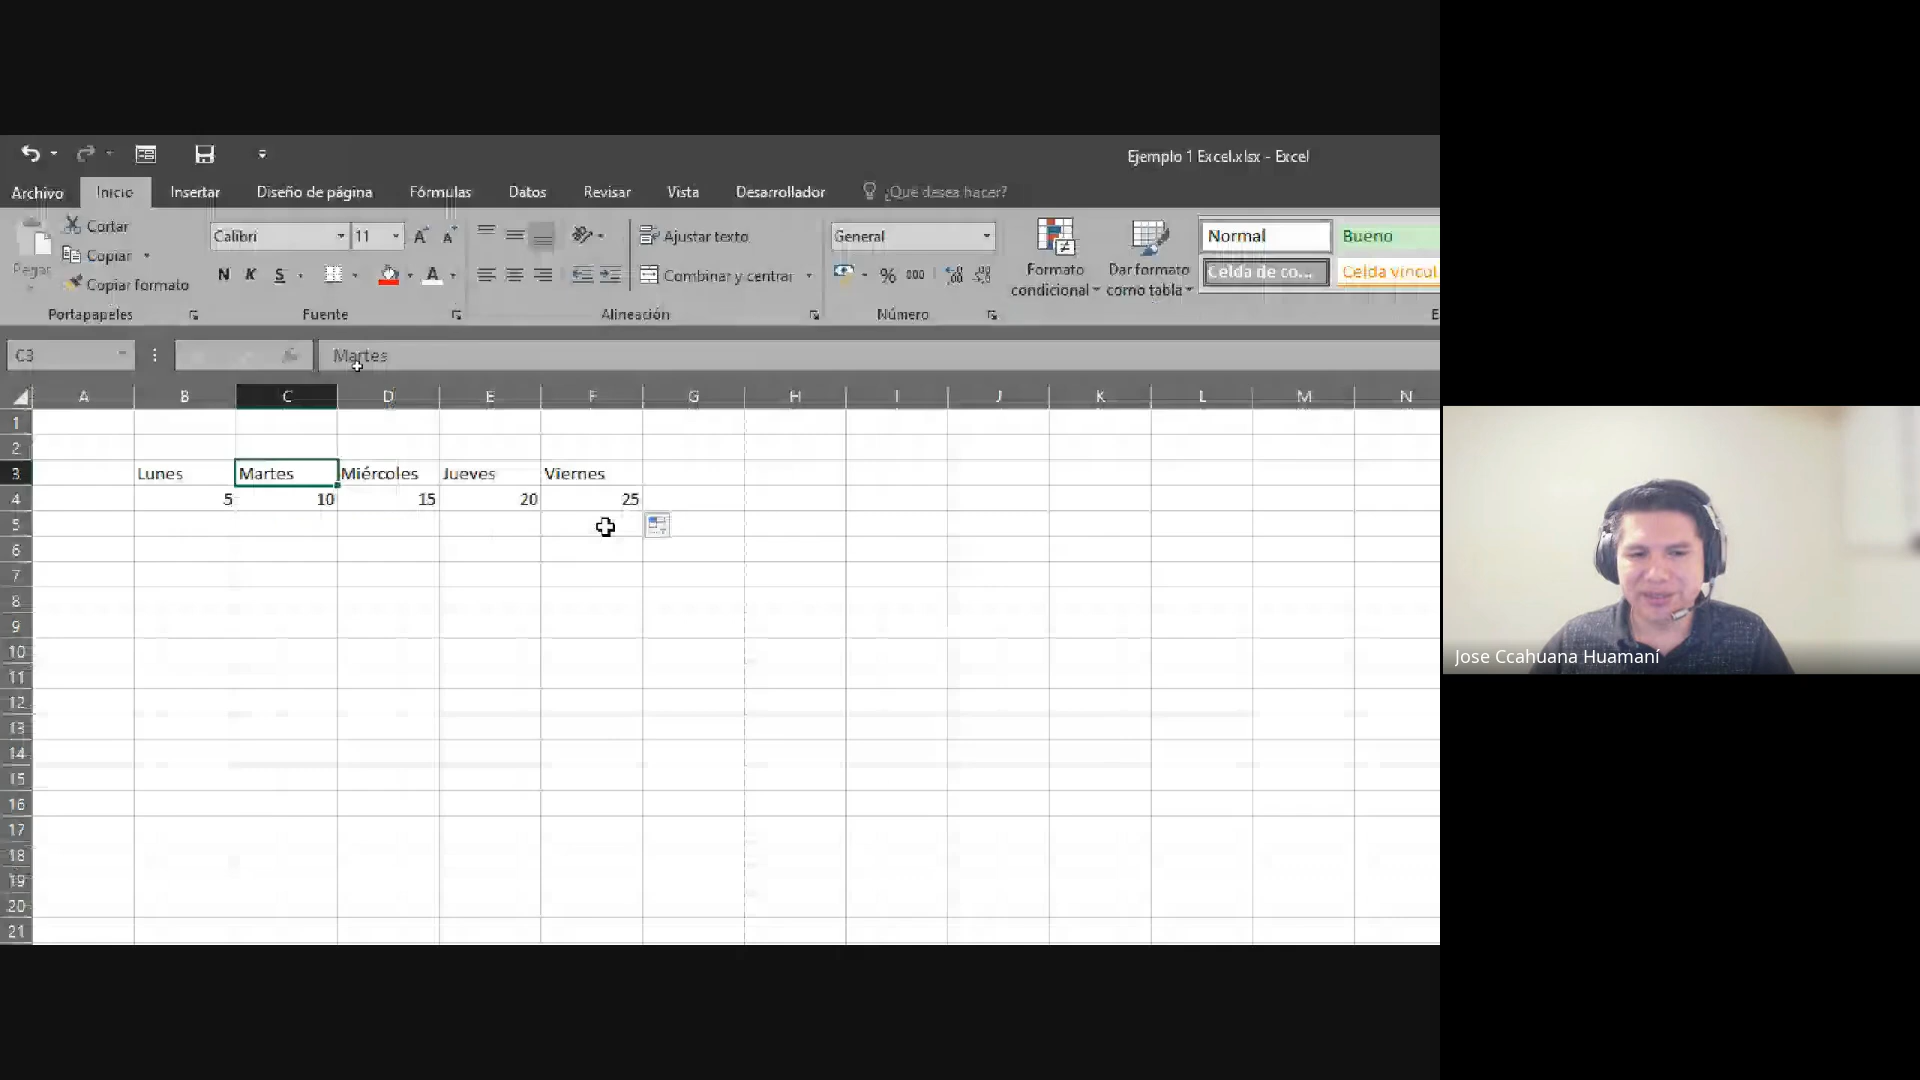 Ejemplo 1 Excel.xlsx - Excel
Archivo Inicio Insertar Diseño de página Fórmulas Datos Revisar Vista Desarrollador ¿Qué desea hacer?
Pegar
Cortar
Copiar
Copiar formato
Portapapeles
Calibri 11 A A
N K S A
Fuente
Ajustar texto
Combinar y centrar
Alineación
General
% 000
Número
Formato condicional
Dar formato como tabla
Normal Bueno
Celda de co... Celda vincul
E
C3 Martes
A B C D E F G H I J K L M N
1
2
3 Lunes Martes Miércoles Jueves Viernes
4 5 10 15 20 25
5
6
7
8
9
10
11
12
13
14
15
16
17
18
19
20
21
Jose Ccahuana Huamaní